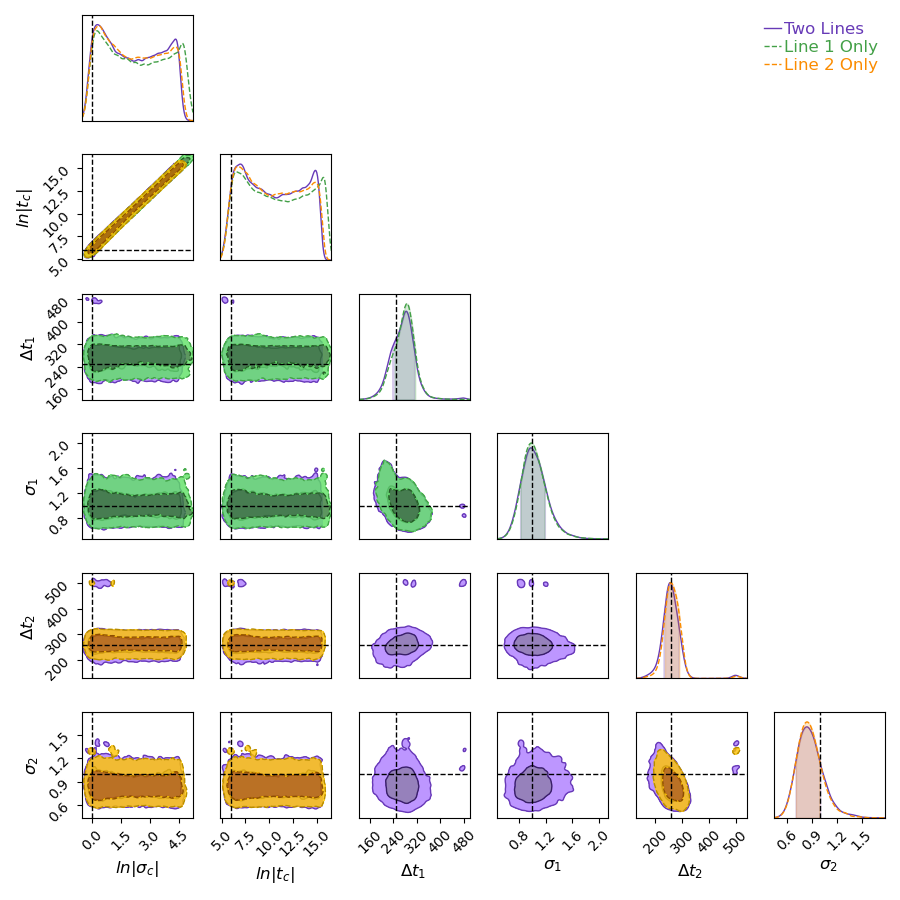 Two Lines
Line 1 Only
Line 2 Only
ln|t_c|
15.0
12.5
10.0
7.5
5.0
Δt₁
480
400
320
240
160
σ₁
2.0
1.6
1.2
0.8
Δt₂
500
400
300
200
σ₂
1.5
1.2
0.9
0.6
0.0 1.5 3.0 4.5 5.0 7.5 10.0 12.5 15.0 160 240 320 400 480 0.8 1.2 1.6 2.0 200 300 400 500 0.6 0.9 1.2 1.5
ln|σ_c| ln|t_c| Δt₁ σ₁ Δt₂ σ₂